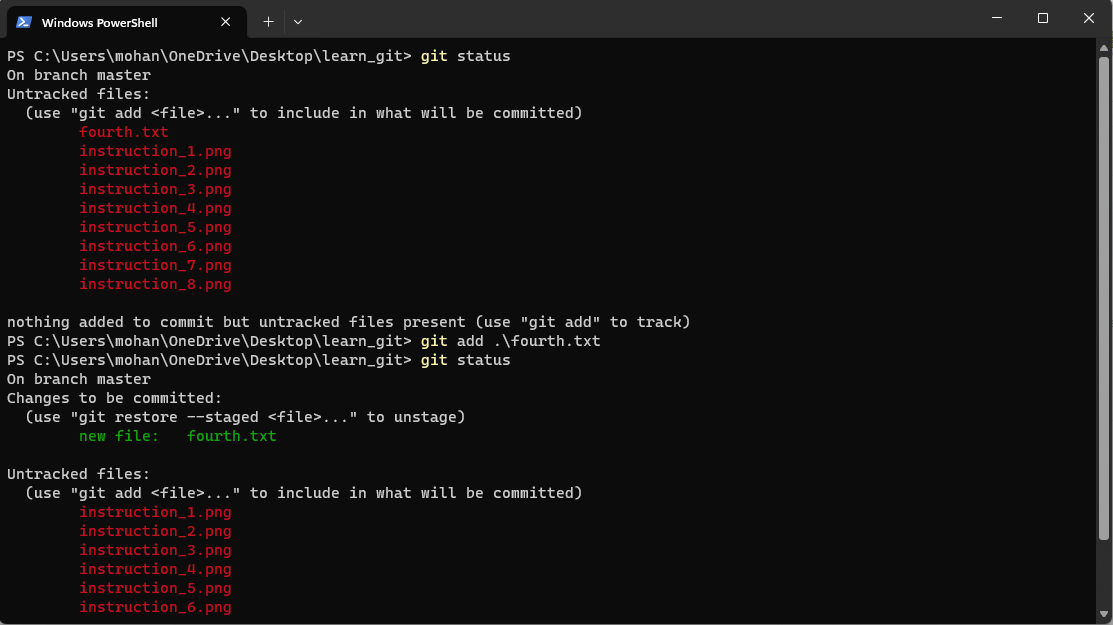 Windows PowerShell
PS C:\Users\mohan\OneDrive\Desktop\learn_git> git status
On branch master
Untracked files:
  (use "git add <file>..." to include in what will be committed)
        fourth.txt
        instruction_1.png
        instruction_2.png
        instruction_3.png
        instruction_4.png
        instruction_5.png
        instruction_6.png
        instruction_7.png
        instruction_8.png

nothing added to commit but untracked files present (use "git add" to track)
PS C:\Users\mohan\OneDrive\Desktop\learn_git> git add .\fourth.txt
PS C:\Users\mohan\OneDrive\Desktop\learn_git> git status
On branch master
Changes to be committed:
  (use "git restore --staged <file>..." to unstage)
        new file:   fourth.txt

Untracked files:
  (use "git add <file>..." to include in what will be committed)
        instruction_1.png
        instruction_2.png
        instruction_3.png
        instruction_4.png
        instruction_5.png
        instruction_6.png